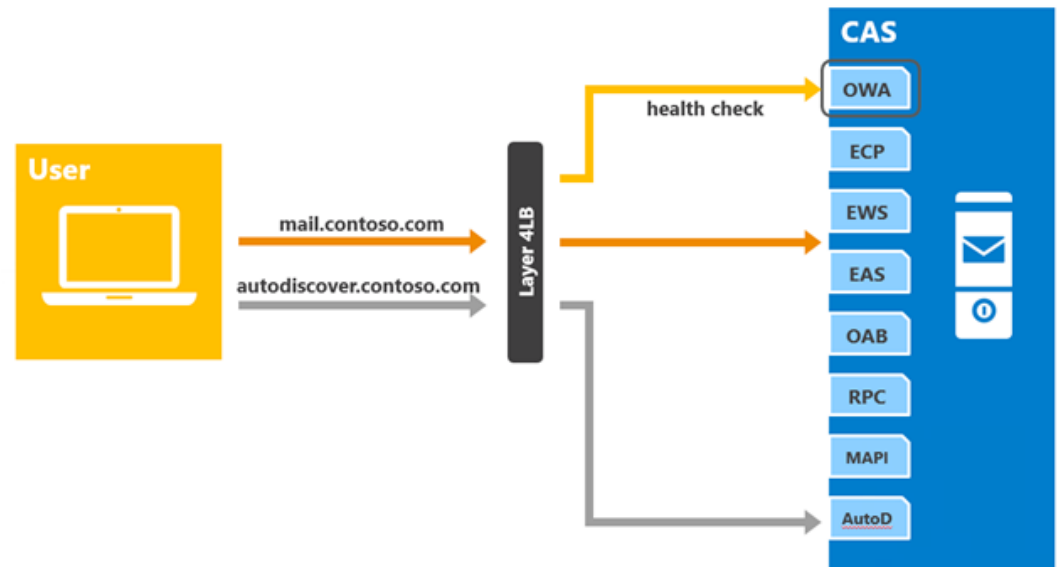 CAS
OWA
health check
ECP
User
EWS
mail.contoso.com
Layer 4LB
EAS
autodiscover.contoso.com
OAB
RPC
MAPI
AutoD